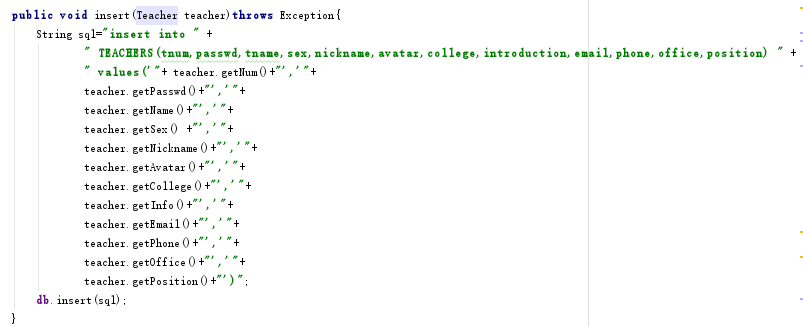 public void insert(Teacher teacher)throws Exception{
String sql="insert into " +
" TEACHERS(tnum,passwd,tname,sex,nickname,avatar,college,introduction,email,phone,office,position) " +
" values('"+ teacher.getNum()+"','"+
teacher.getPasswd()+"','"+
teacher.getName()+"','"+
teacher.getSex() +"','"+
teacher.getNickname()+"','"+
teacher.getAvatar()+"','"+
teacher.getCollege()+"','"+
teacher.getInfo()+"','"+
teacher.getEmail()+"','"+
teacher.getPhone()+"','"+
teacher.getOffice()+"','"+
teacher.getPosition()+"')";
db.insert(sql);
}